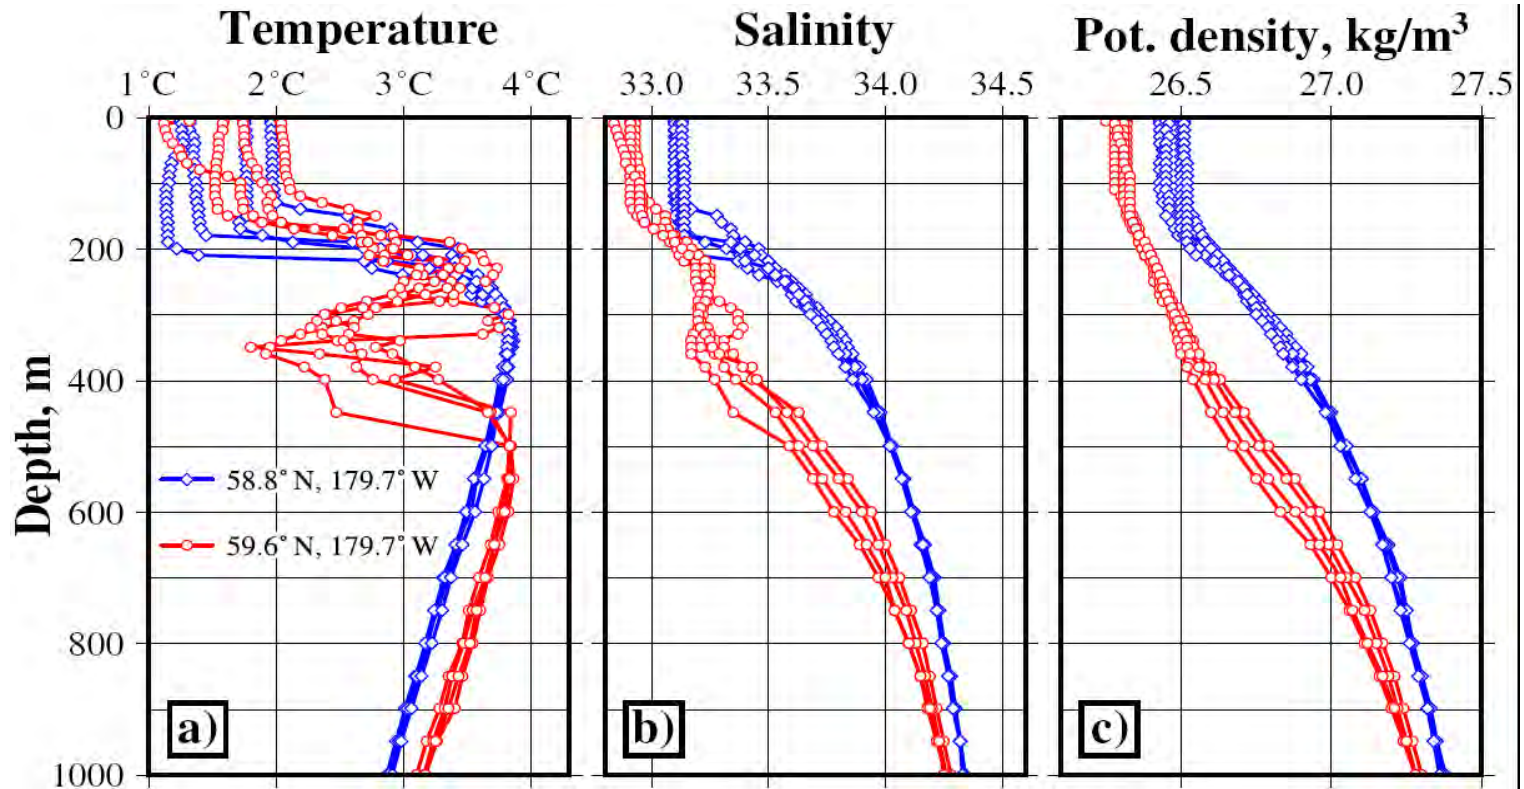 Temperature Salinity Pot. density, kg/m³
1°C 2°C 3°C 4°C 33.0 33.5 34.0 34.5 26.5 27.0 27.5
0
200
400
600
800
1000
Depth, m
58.8° N, 179.7° W
59.6° N, 179.7° W
a) b) c)